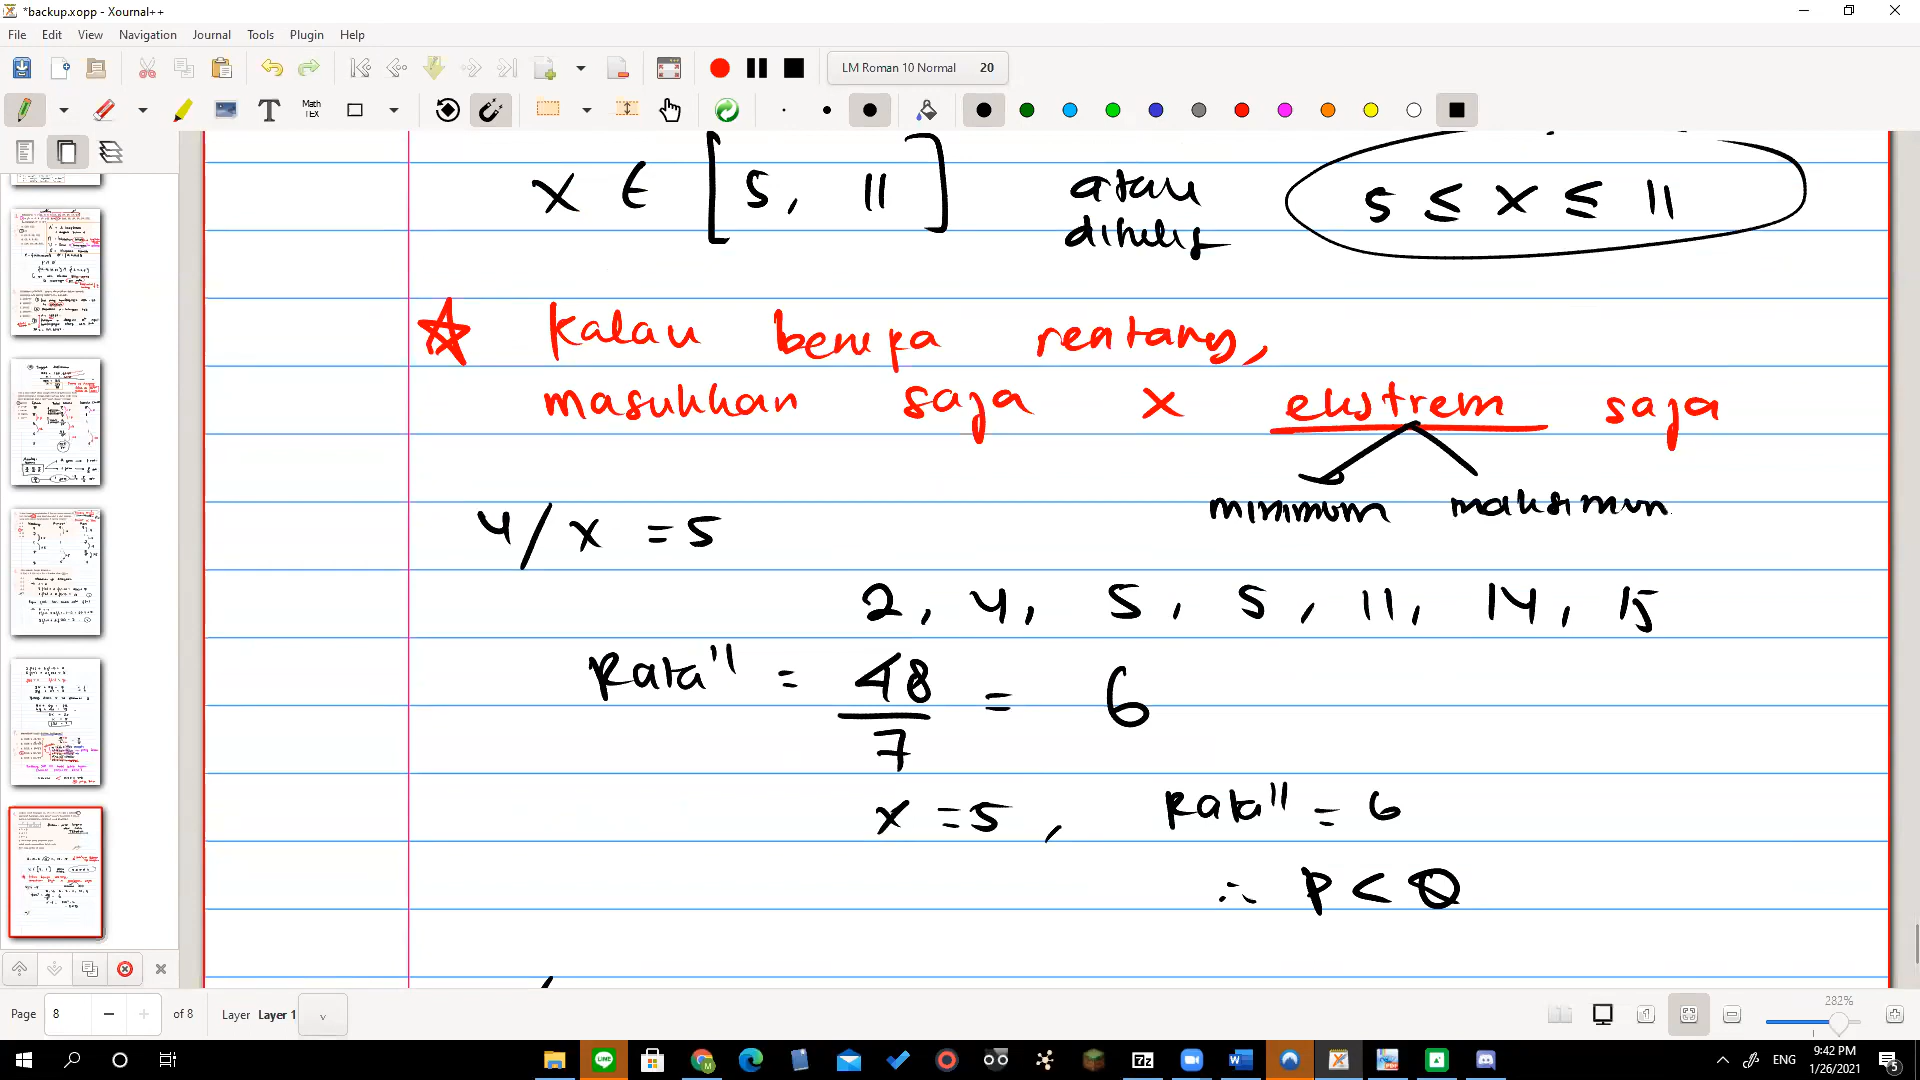 *backup.xopp - Xournal++
File Edit View Navigation Journal Tools Plugin Help
LM Roman 10 Normal 20
Math
TEX
x ∈ [5, 11] atau 5 ≤ x ≤ 11
ditulis
☆ Kalau berupa rentang,
masukkan saja x ekstrem saja
minimum maksimum
u/ x = 5
2, 4, 5, 5, 11, 14, 15
Rata" = 48/7 = 6
x = 5, Rata" = 6
∴ P < Q
Page 8 of 8 Layer Layer 1
282%
ENG 9:42 PM
1/26/2021
5